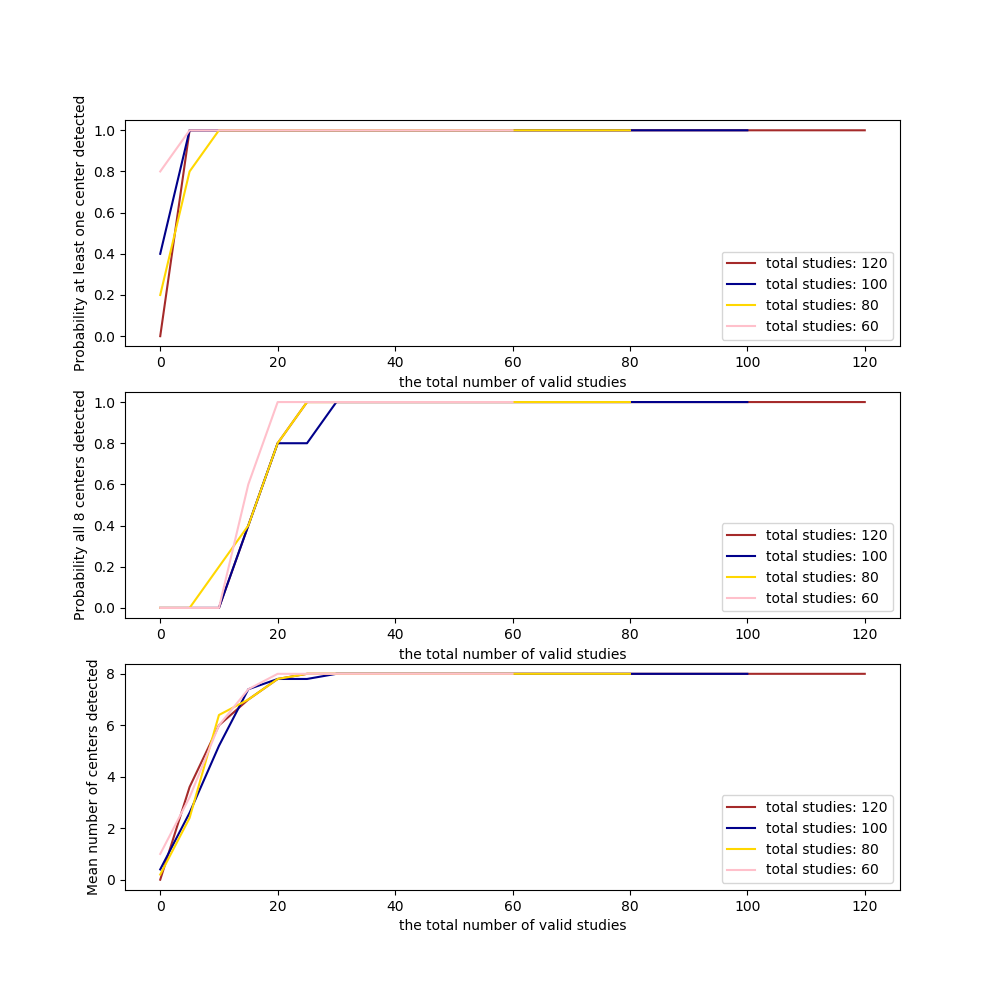 Probability at least one center detected
1.0
0.8
0.6
0.4
0.2
0.0
total studies: 120
total studies: 100
total studies: 80
total studies: 60
0 20 40 60 80 100 120
the total number of valid studies
Probability all 8 centers detected
1.0
0.8
0.6
0.4
0.2
0.0
total studies: 120
total studies: 100
total studies: 80
total studies: 60
0 20 40 60 80 100 120
the total number of valid studies
Mean number of centers detected
8
6
4
2
0
total studies: 120
total studies: 100
total studies: 80
total studies: 60
0 20 40 60 80 100 120
the total number of valid studies